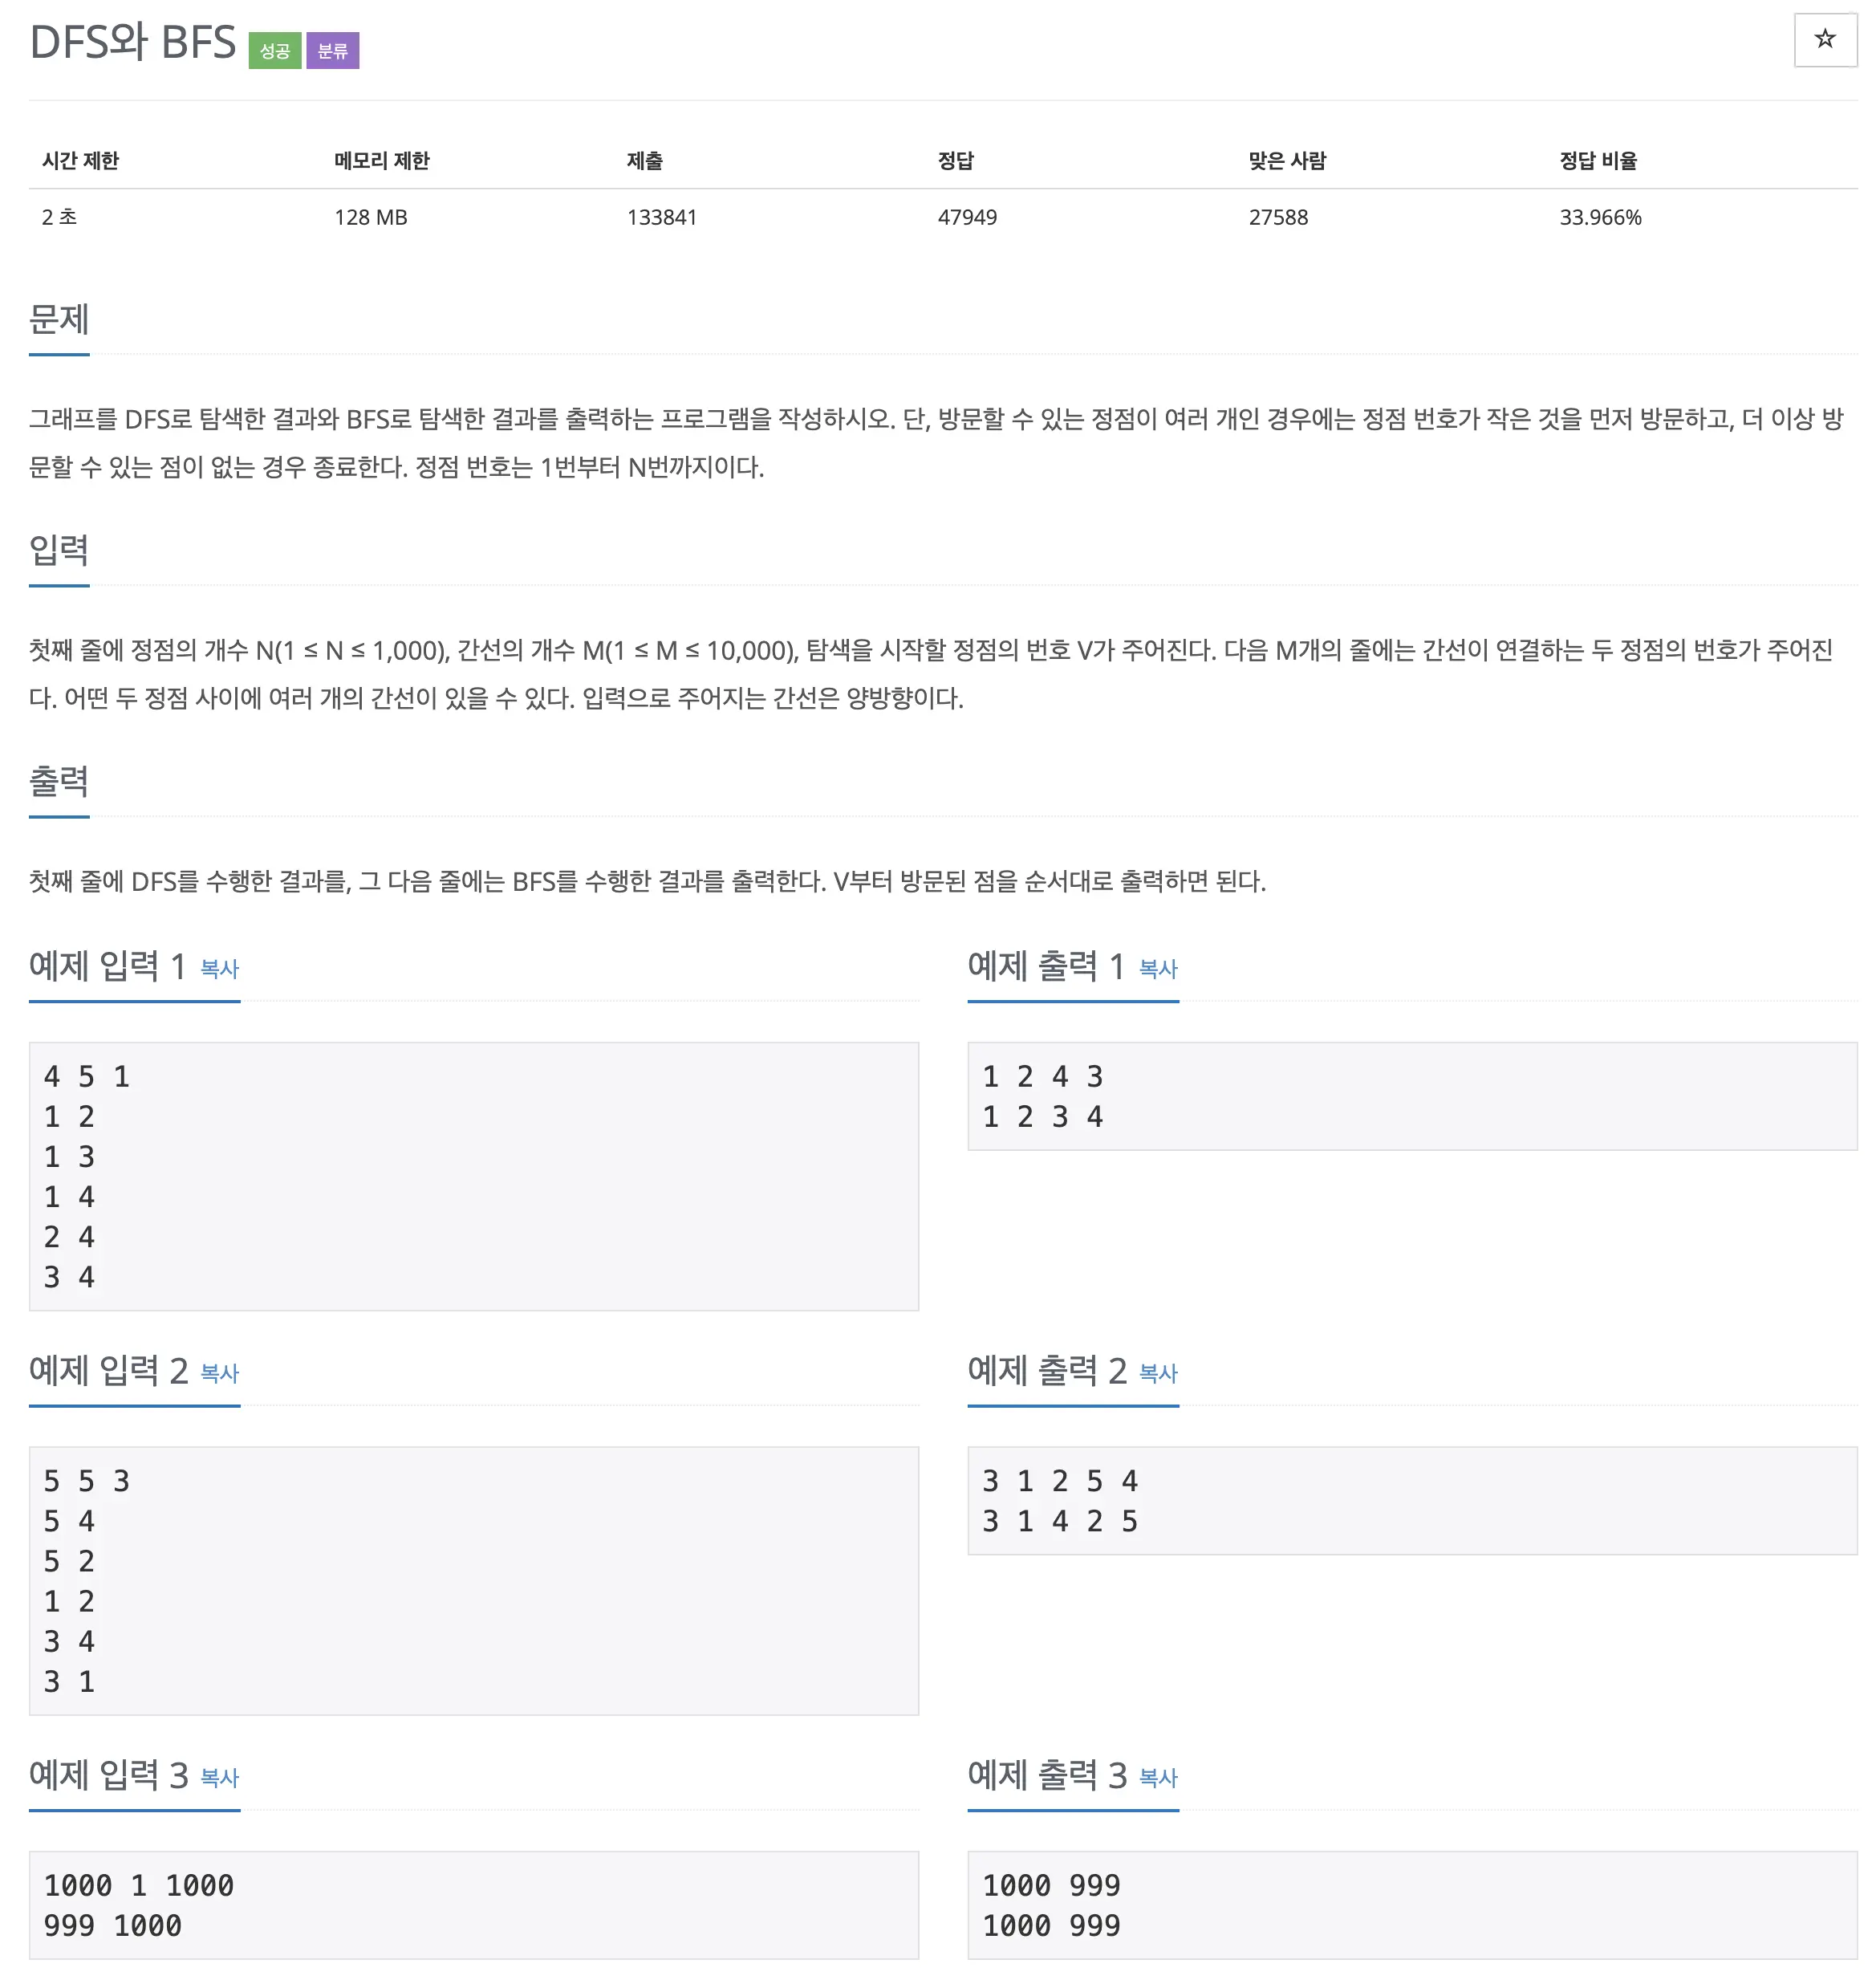 DFS와 BFS 성공 분류
☆
시간 제한 메모리 제한 제출 정답 맞은 사람 정답 비율
2 초 128 MB 133841 47949 27588 33.966%
문제
그래프를 DFS로 탐색한 결과와 BFS로 탐색한 결과를 출력하는 프로그램을 작성하시오. 단, 방문할 수 있는 정점이 여러 개인 경우에는 정점 번호가 작은 것을 먼저 방문하고, 더 이상 방
문할 수 있는 점이 없는 경우 종료한다. 정점 번호는 1번부터 N번까지이다.
입력
첫째 줄에 정점의 개수 N(1 ≤ N ≤ 1,000), 간선의 개수 M(1 ≤ M ≤ 10,000), 탐색을 시작할 정점의 번호 V가 주어진다. 다음 M개의 줄에는 간선이 연결하는 두 정점의 번호가 주어진
다. 어떤 두 정점 사이에 여러 개의 간선이 있을 수 있다. 입력으로 주어지는 간선은 양방향이다.
출력
첫째 줄에 DFS를 수행한 결과를, 그 다음 줄에는 BFS를 수행한 결과를 출력한다. V부터 방문된 점을 순서대로 출력하면 된다.
예제 입력 1 복사
4 5 1
1 2
1 3
1 4
2 4
3 4
예제 출력 1 복사
1 2 4 3
1 2 3 4
예제 입력 2 복사
5 5 3
5 4
5 2
1 2
3 4
3 1
예제 출력 2 복사
3 1 2 5 4
3 1 4 2 5
예제 입력 3 복사
1000 1 1000
999 1000
예제 출력 3 복사
1000 999
1000 999